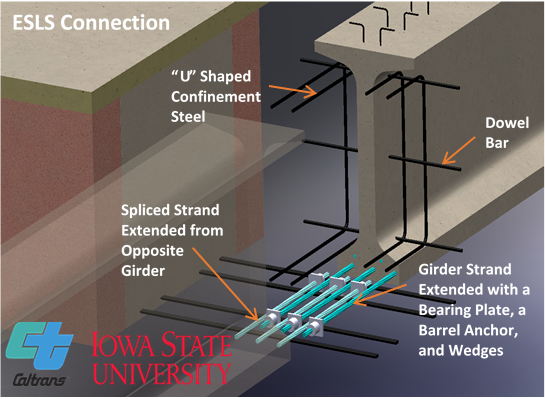 ESLS Connection
“U” Shaped
Confinement
Steel
Dowel
Bar
Spliced Strand
Extended from
Opposite
Girder
Girder Strand
Extended with a
Bearing Plate, a
Barrel Anchor,
and Wedges
ct
Caltrans
IOWA STATE
UNIVERSITY